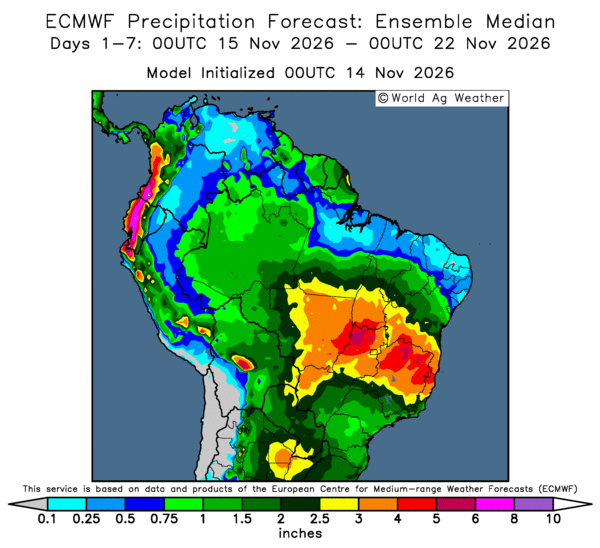 ECMWF Precipitation Forecast: Ensemble Median
Days 1-7: 00UTC 15 Nov 2026 - 00UTC 22 Nov 2026
Model Initialized 00UTC 14 Nov 2026
© World Ag Weather
This service is based on data and products of the European Centre for Medium-range Weather Forecasts (ECMWF)
0.1 0.25 0.5 0.75 1 1.5 2 2.5 3 4 5 6 8 10
inches